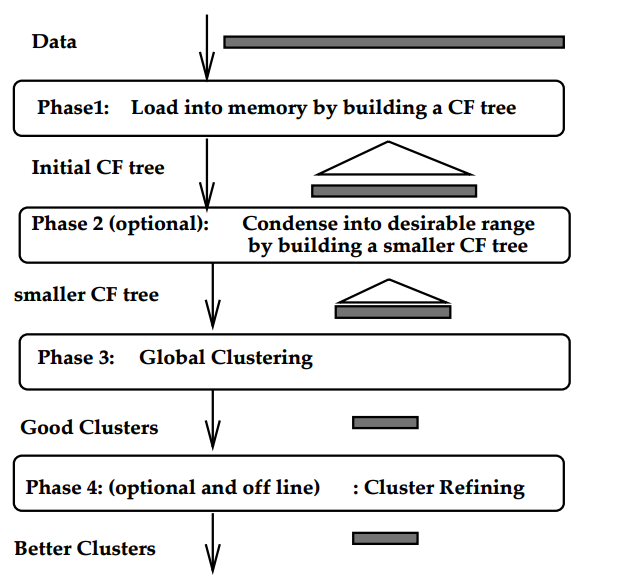 Data
Phase1: Load into memory by building a CF tree
Initial CF tree
Phase 2 (optional): Condense into desirable range
by building a smaller CF tree
smaller CF tree
Phase 3: Global Clustering
Good Clusters
Phase 4: (optional and off line) : Cluster Refining
Better Clusters